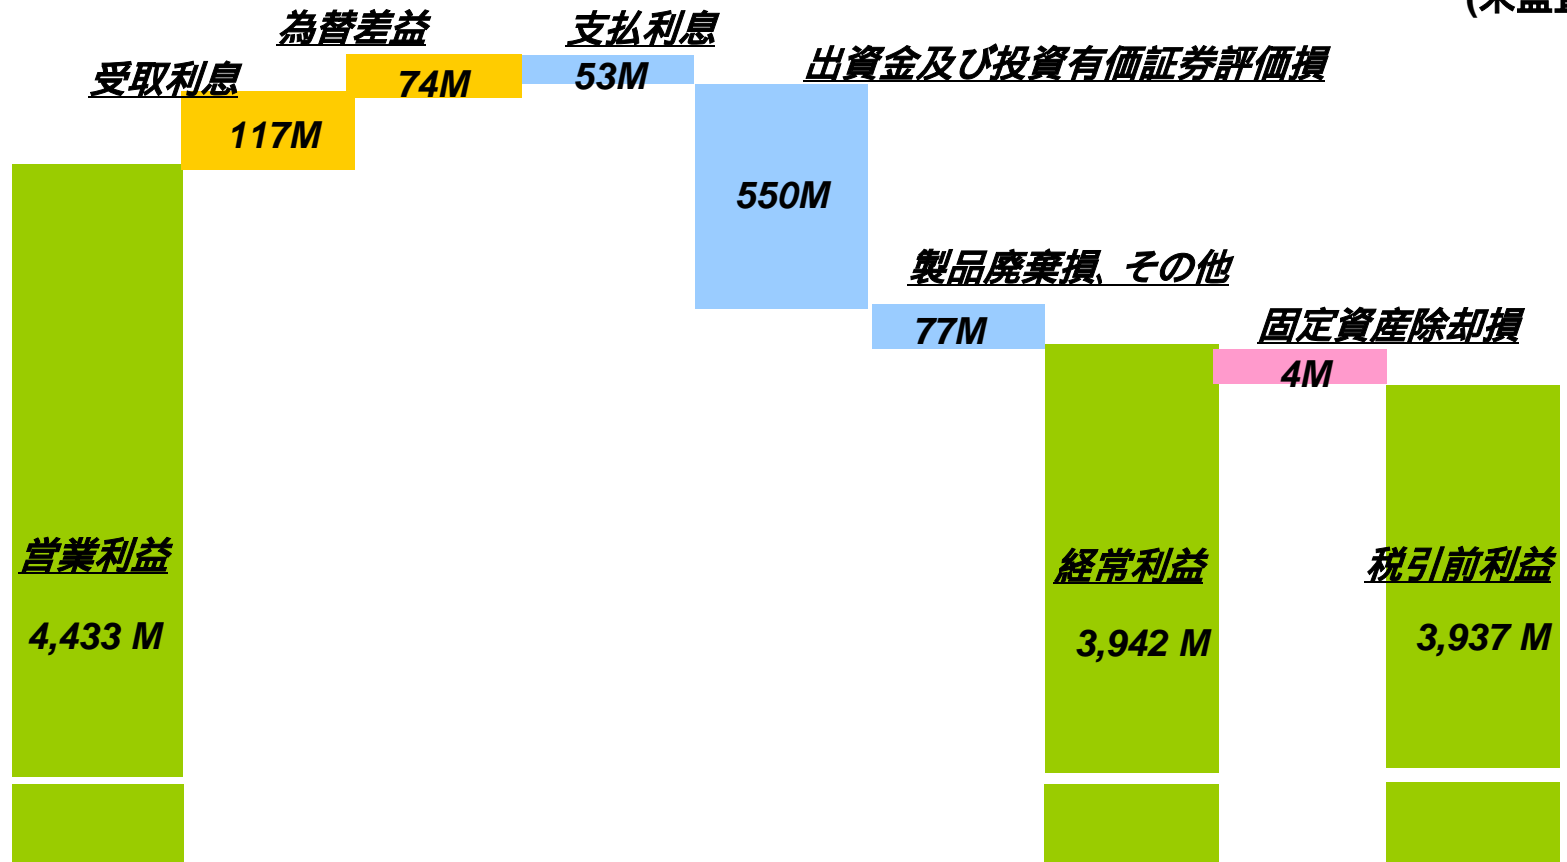 (未監査
為替差益
支払利息
受取利息
74M
53M
出資金及び投資有価証券評価損
117M
550M
製品廃棄損、その他
77M
固定資産除却損
4M
営業利益
4,433 M
経常利益
3,942 M
税引前利益
3,937 M